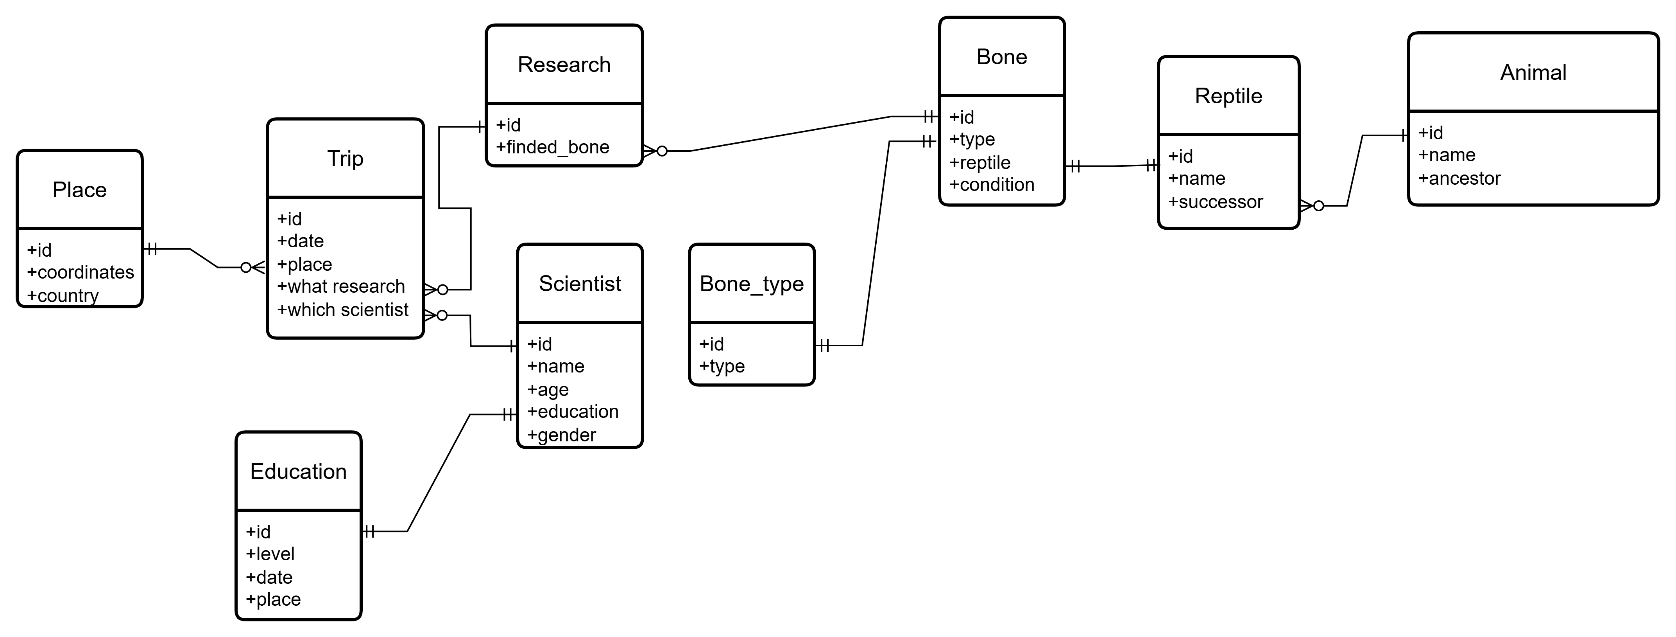 Place
+id
+coordinates
+country
Trip
+id
+date
+place
+what research
+which scientist
Research
+id
+finded_bone
Scientist
+id
+name
+age
+education
+gender
Education
+id
+level
+date
+place
Bone_type
+id
+type
Bone
+id
+type
+reptile
+condition
Reptile
+id
+name
+successor
Animal
+id
+name
+ancestor